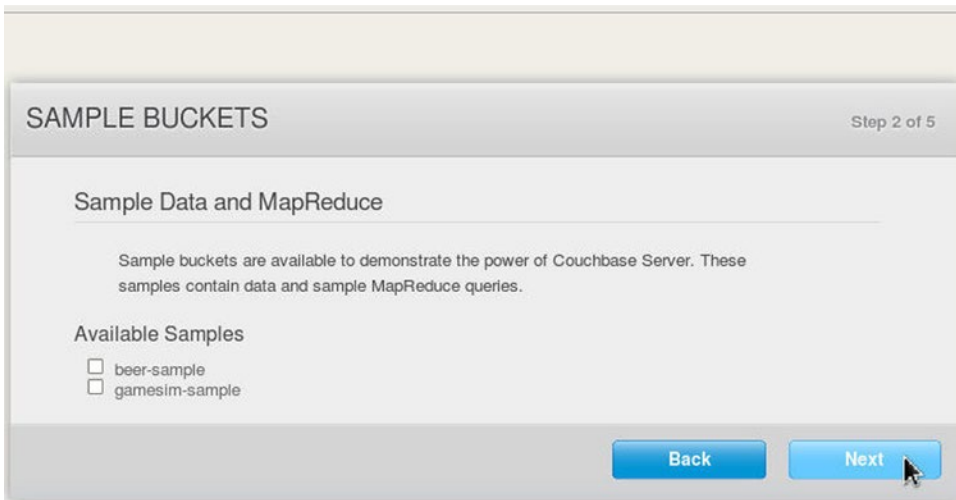 SAMPLE BUCKETS
Step 2 of 5
Sample Data and MapReduce
Sample buckets are available to demonstrate the power of Couchbase Server. These
samples contain data and sample MapReduce queries.
Available Samples
beer-sample
gamesim-sample
Back
Next